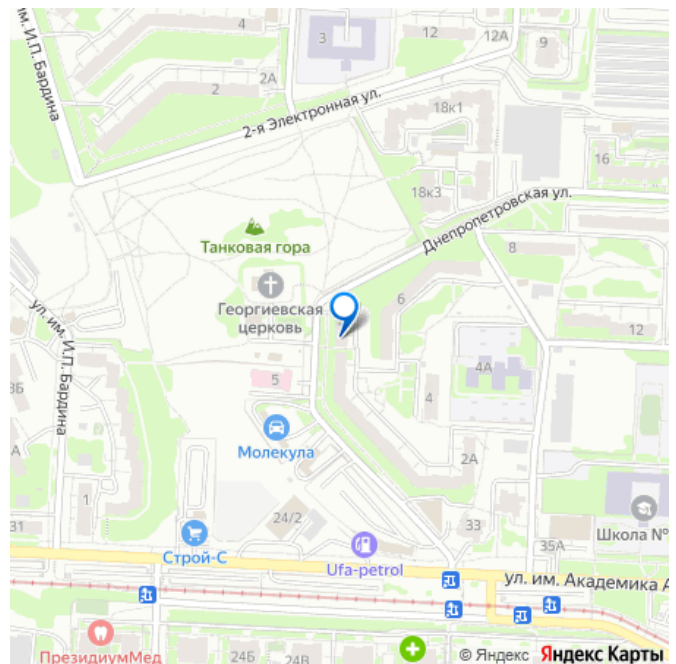 ул. им. И.П. Бардина
4
3
12
12А
9
2А
2
2-я Электронная ул.
18к1
16
18к3
Днепропетровская ул.
Танковая гора
8
Георгиевская
церковь
6
12
ул. им. И.П. Бардина
5
4А
3Б
4
Молекула
А
2А
1
24/2
33
31
Школа №
Строй-С
35А
Ufa-petrol
ул. им. Академика А
ПрезидиумМед
24Б
24В
© Яндекс Яндекс Карты